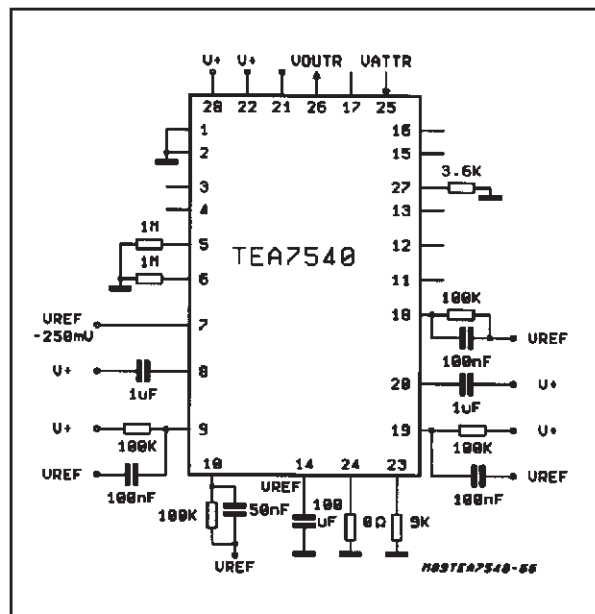 V+ V+ VOUTR VATTR
28 22 21 26 17 25
1 16
2 15
3 27 3.6K
4 13
1M
5 12
TEA7540
1M
6 11
100K
18
VREF 7
-250mV
VREF
100nF
V+ 8 20 V+
1uF 1uF
V+ 9 19 V+
100K 100K
VREF VREF
100nF 100nF
10 14 24 23
VREF
100K 50nF 100 uF 0Ω 9K
VREF
M89TEA7540-66